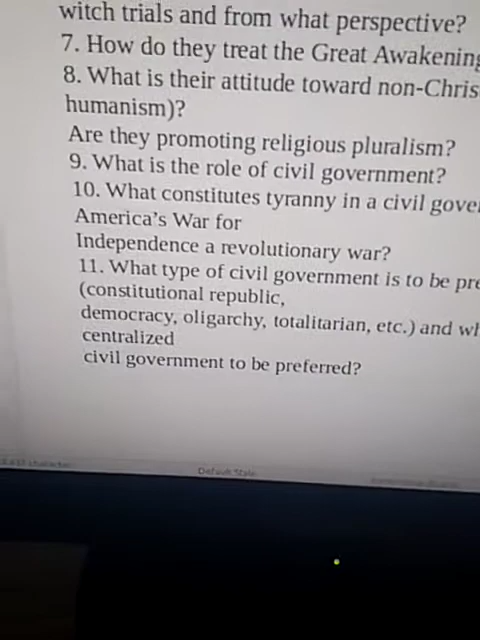 witch trials and from what perspective?
7. How do they treat the Great Awakening
8. What is their attitude toward non-Chris
humanism)?
Are they promoting religious pluralism?
9. What is the role of civil government?
10. What constitutes tyranny in a civil gove
America's War for
Independence a revolutionary war?
11. What type of civil government is to be pre
(constitutional republic,
democracy, oligarchy, totalitarian, etc.) and wh
centralized
civil government to be preferred?
Default Style